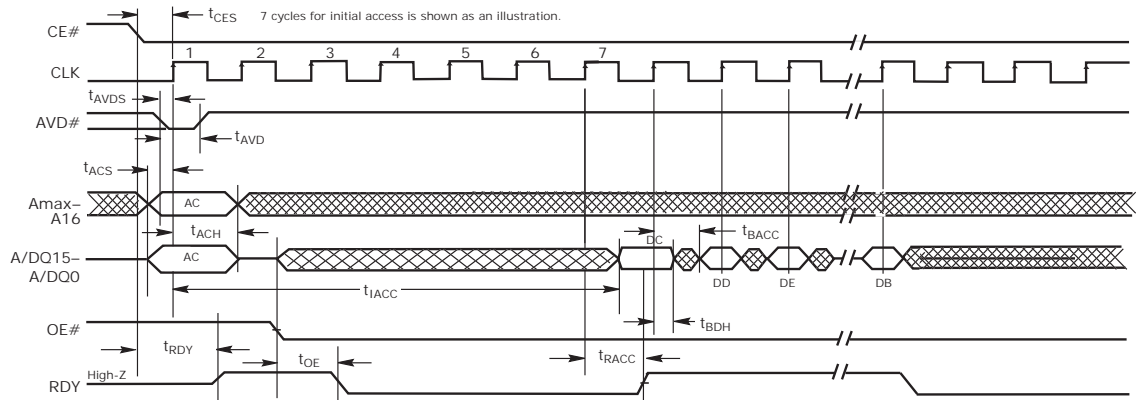 tCES 7 cycles for initial access is shown as an illustration.
CE#
1 2 3 4 5 6 7
CLK
tAVDS
AVD#
tAVD
tACS
Amax–
A16
AC
tACH
DC
tBACC
A/DQ15–
A/DQ0
AC
DD DE DB
tIACC
OE#
tBDH
tRDY
tOE
tRACC
High-Z
RDY